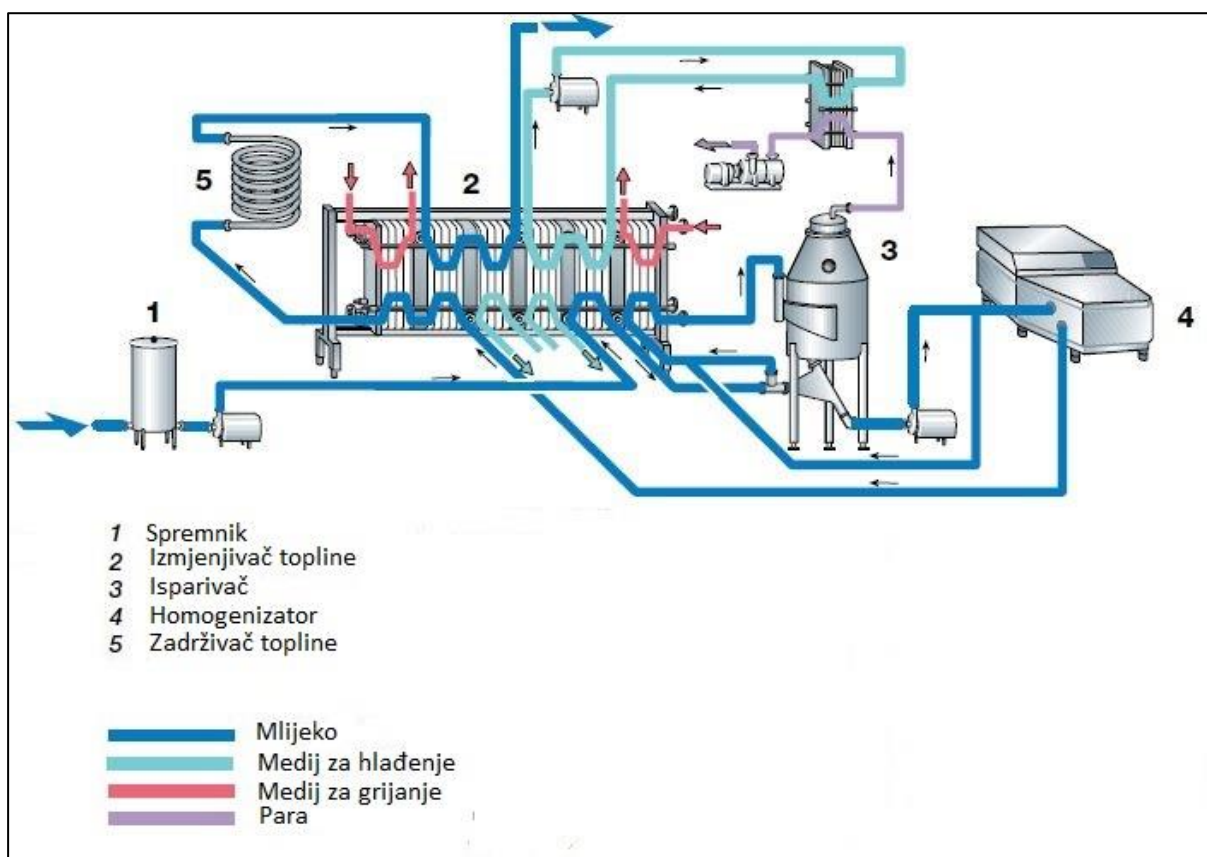 2
5
3
1
4
1 Spremnik
2 Izmjenjivač topline
3 Isparivač
4 Homogenizator
5 Zadrživač topline
Mlijeko
Medij za hlađenje
Medij za grijanje
Para